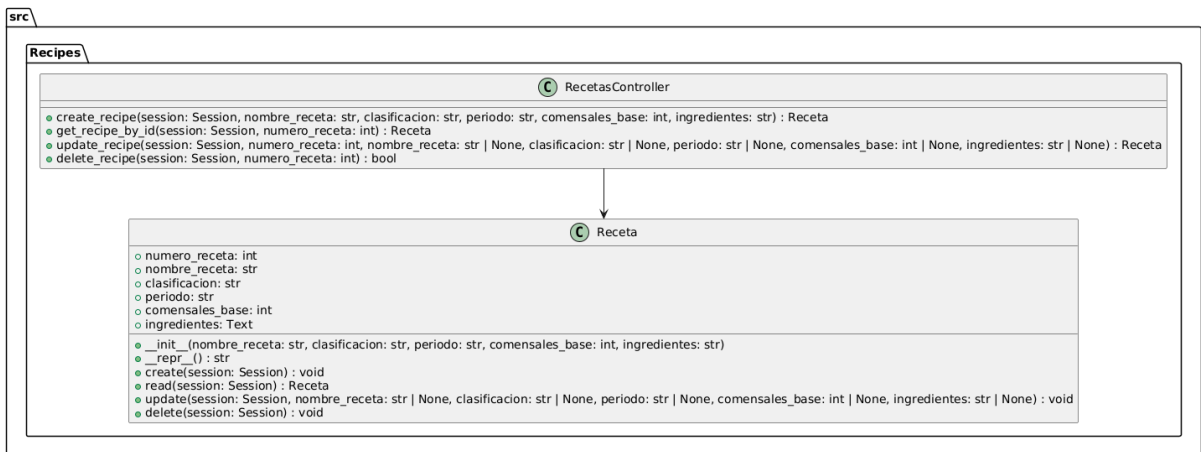 src
Recipes
C RecetasController
create_recipe(session: Session, nombre_receta: str, clasificacion: str, periodo: str, comensales_base: int, ingredientes: str) : Receta
get_recipe_by_id(session: Session, numero_receta: int) : Receta
update_recipe(session: Session, numero_receta: int, nombre_receta: str | None, clasificacion: str | None, periodo: str | None, comensales_base: int | None, ingredientes: str | None) : Receta
delete_recipe(session: Session, numero_receta: int) : bool
C Receta
numero_receta: int
nombre_receta: str
clasificacion: str
periodo: str
comensales_base: int
ingredientes: Text
__init__(nombre_receta: str, clasificacion: str, periodo: str, comensales_base: int, ingredientes: str)
__repr__() : str
create(session: Session) : void
read(session: Session) : Receta
update(session: Session, nombre_receta: str | None, clasificacion: str | None, periodo: str | None, comensales_base: int | None, ingredientes: str | None) : void
delete(session: Session) : void